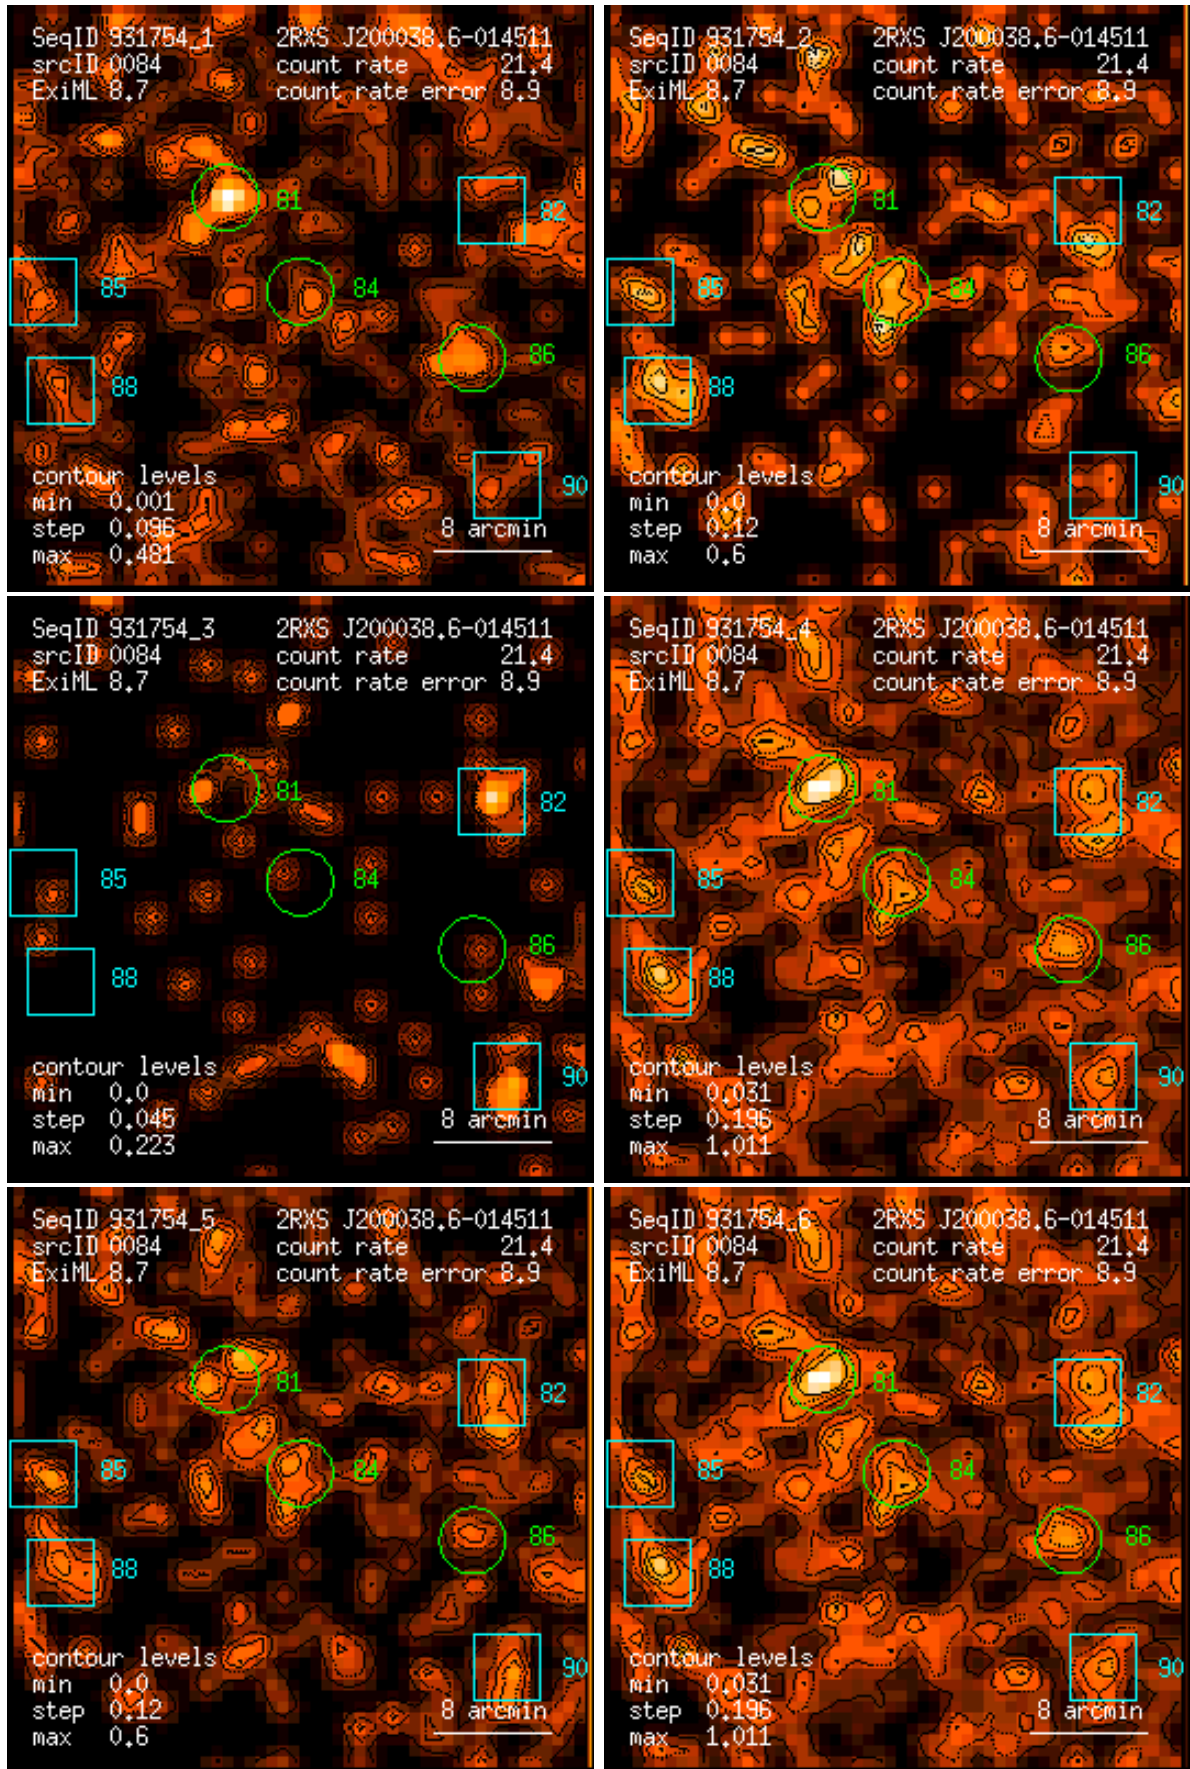 SeqID 931754_1 2RXS J200038.6-014511
srcID 0084 count rate 21.4
ExiML 8.7 count rate error 8.9
81
82
85
84
86
88
contour levels
90
min 0.001
step 0.096 8 arcmin
max 0.481
SeqID 931754_2 2RXS J200038.6-014511
srcID 0084 count rate 21.4
ExiML 8.7 count rate error 8.9
81
82
85
84
86
88
contour levels
90
min 0.0
step 0.12 8 arcmin
max 0.6
SeqID 931754_3 2RXS J200038.6-014511
srcID 0084 count rate 21.4
ExiML 8.7 count rate error 8.9
81
82
85
84
86
88
contour levels
90
min 0.0
step 0.045 8 arcmin
max 0.223
SeqID 931754_4 2RXS J200038.6-014511
srcID 0084 count rate 21.4
ExiML 8.7 count rate error 8.9
81
82
85
84
86
88
contour levels
90
min 0.031
step 0.196 8 arcmin
max 1.011
SeqID 931754_5 2RXS J200038.6-014511
srcID 0084 count rate 21.4
ExiML 8.7 count rate error 8.9
81
82
85
84
86
88
contour levels
90
min 0.0
step 0.12 8 arcmin
max 0.6
SeqID 931754_6 2RXS J200038.6-014511
srcID 0084 count rate 21.4
ExiML 8.7 count rate error 8.9
81
82
85
84
86
88
contour levels
90
min 0.031
step 0.196 8 arcmin
max 1.011